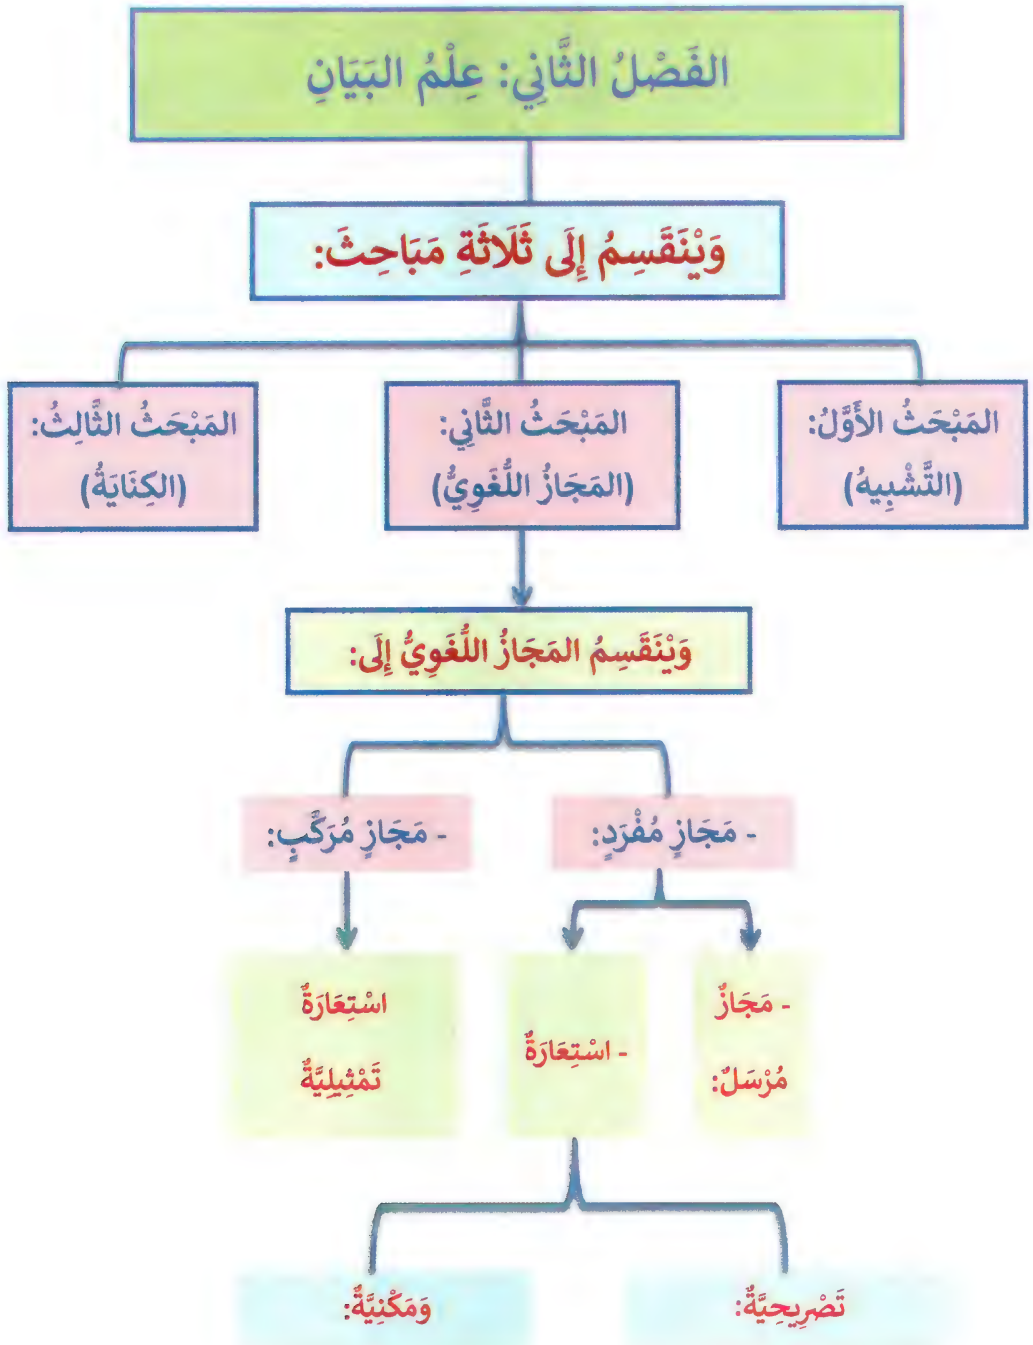 الفَصْلُ الثَّانِي: عِلْمُ البَيَانِ
وَيْنَقَسِمُ إِلَى ثَلَاثَةِ مَبَاحِثَ:
المَبْحَثُ الأَوَّلُ:
(التَّشْبِيهُ)
المَبْحَثُ الثَّانِي:
(المَجَازُ اللُّغَوِيُّ)
المَبْحَثُ الثَّالِثُ:
(الكِنَايَةُ)
وَيْنَقَسِمُ المَجَازُ اللُّغَوِيُّ إِلَى:
- مَجَازٍ مُفْرَدٍ:
- مَجَازٍ مُرَكَّبٍ:
- مَجَازٌ
مُرْسَلٌ:
- اسْتِعَارَةٌ
اسْتِعَارَةٌ
تَمْثِيلِيَّةٌ
تَصْرِيحِيَّةٌ:
وَمَكْنِيَّةٌ: